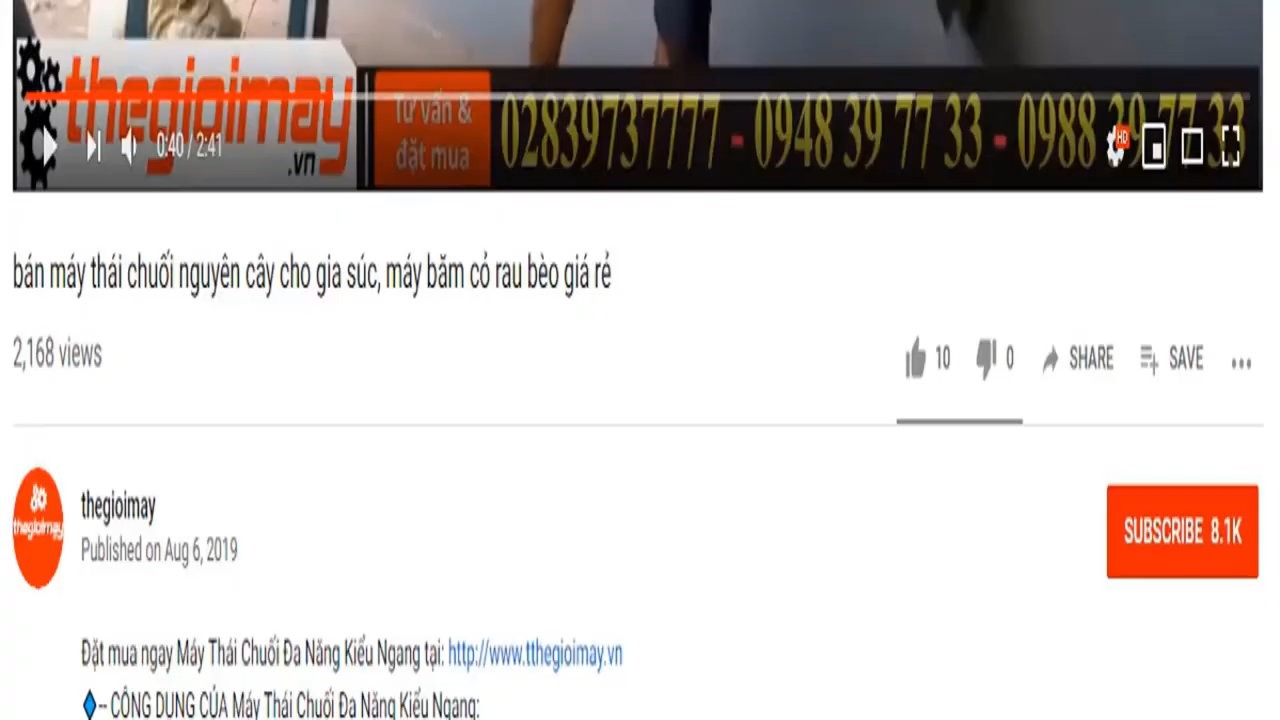 thegioimay
.vn
Tư vấn &
đặt mua
02839737777 - 0948 39 77 33 - 0988 39 77 33
HD
0:40 / 2:41
bán máy thái chuối nguyên cây cho gia súc, máy băm cỏ rau bèo giá rẻ
2,168 views
10 0 SHARE SAVE
thegioimay
thegioimay
Published on Aug 6, 2019
SUBSCRIBE 8.1K
Đặt mua ngay Máy Thái Chuối Đa Năng Kiểu Ngang tại: http://www.tthegioimay.vn
-- CÔNG DỤNG CỦA Máy Thái Chuối Đa Năng Kiểu Ngang: